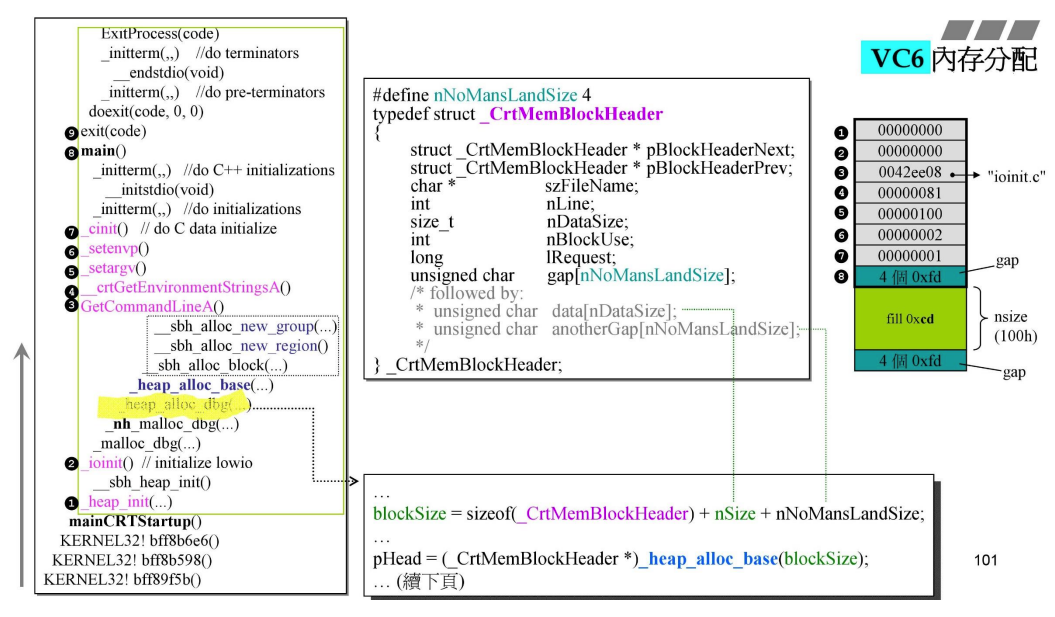 VC6 內存分配
ExitProcess(code)
_initterm(,,) //do terminators
__endstdio(void)
_initterm(,,) //do pre-terminators
doexit(code, 0, 0)
❾ exit(code)
❽ main()
_initterm(,,) //do C++ initializations
__initstdio(void)
_initterm(,,) //do initializations
❼ _cinit() // do C data initialize
❻ _setenvp()
❺ _setargv()
❹ __crtGetEnvironmentStringsA()
❸ GetCommandLineA()
__sbh_alloc_new_group(...)
__sbh_alloc_new_region()
__sbh_alloc_block(...)
_heap_alloc_base(...)
_heap_alloc_dbg(...)
_nh_malloc_dbg(...)
_malloc_dbg(...)
❷ _ioinit() // initialize lowio
__sbh_heap_init()
❶ _heap_init(...)
mainCRTStartup()
KERNEL32! bff8b6e6()
KERNEL32! bff8b598()
KERNEL32! bff89f5b()
#define nNoMansLandSize 4
typedef struct _CrtMemBlockHeader
{
struct _CrtMemBlockHeader * pBlockHeaderNext;
struct _CrtMemBlockHeader * pBlockHeaderPrev;
char * szFileName;
int nLine;
size_t nDataSize;
int nBlockUse;
long lRequest;
unsigned char gap[nNoMansLandSize];
/* followed by:
* unsigned char data[nDataSize];
* unsigned char anotherGap[nNoMansLandSize];
*/
} _CrtMemBlockHeader;
❶ 00000000
❷ 00000000
❸ 0042ee08 "ioinit.c"
❹ 00000081
❺ 00000100
❻ 00000002
❼ 00000001
❽ 4 個 0xfd gap
fill 0xcd nsize
(100h)
4 個 0xfd gap
…
blockSize = sizeof(_CrtMemBlockHeader) + nSize + nNoMansLandSize;
…
pHead = (_CrtMemBlockHeader *)_heap_alloc_base(blockSize);
… (續下頁)
101